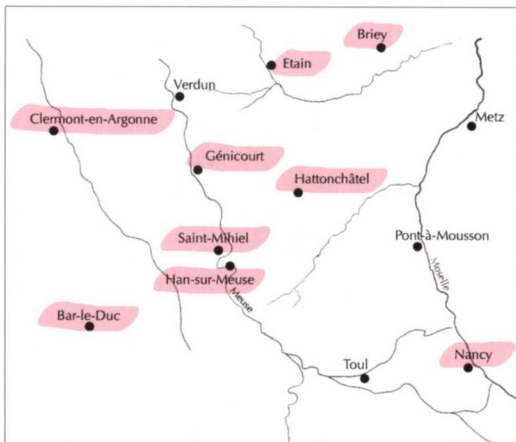 Briey
Etain
Verdun
Clermont-en-Argonne
Metz
Génicourt
Hattonchâtel
Saint-Mihiel
Pont-à-Mousson
Han-sur-Meuse
Moselle
Meuse
Bar-le-Duc
Toul
Nancy